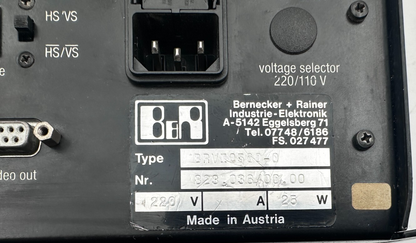 HS VS
HS/VS
e
deo out
voltage selector
220/110 V
B&R
Bernecker + Rainer
Industrie-Elektronik
A-5142 Eggelsberg 71
Tel. 07748/6186
FS. 027477
Type
Nr.
220 V A 25 W
Made in Austria